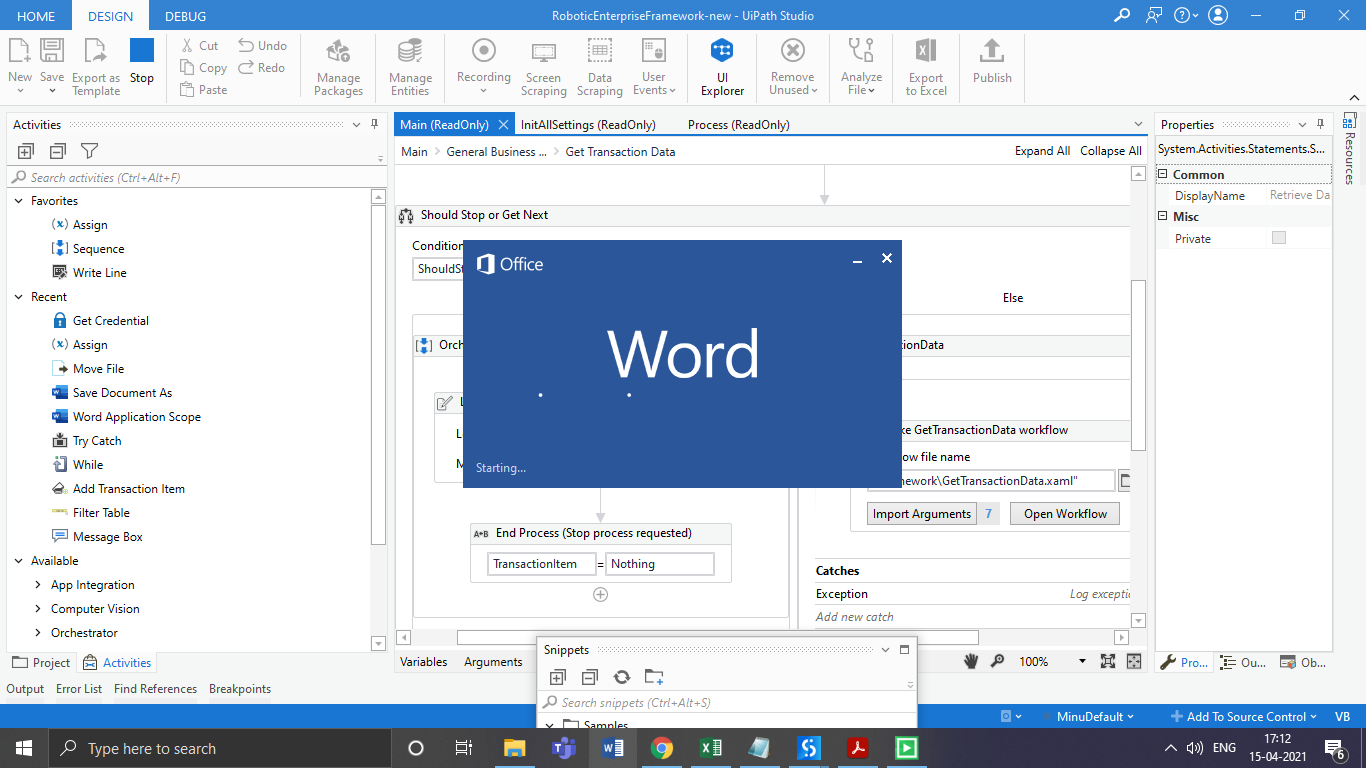 HOME DESIGN DEBUG RoboticEnterpriseFramework-new - UiPath Studio
New Save Export as Template Stop Cut Copy Paste Undo Redo Manage Packages Manage Entities Recording Screen Scraping Data Scraping User Events UI Explorer Remove Unused Analyze File Export to Excel Publish
Activities
Search activities (Ctrl+Alt+F)
Favorites
Assign
Sequence
Write Line
Recent
Get Credential
Assign
Move File
Save Document As
Word Application Scope
Try Catch
While
Add Transaction Item
Filter Table
Message Box
Available
App Integration
Computer Vision
Orchestrator
Project Activities
Main (ReadOnly) InitAllSettings (ReadOnly) Process (ReadOnly)
Main General Business ... Get Transaction Data Expand All Collapse All
Should Stop or Get Next
Condition
ShouldSt
Else
Orch
Office
Word
Starting...
GetTransactionData workflow
file name
GetTransactionData.xaml"
Import Arguments 7 Open Workflow
End Process (Stop process requested)
A*B
TransactionItem = Nothing
Catches
Exception Log exceptio
Add new catch
Variables Arguments 100%
Snippets
Search snippets (Ctrl+Alt+S)
Samples
Properties
System.Activities.Statements.S...
Common
DisplayName Retrieve Da
Misc
Private
Resources
Pro... Ou... Ob...
Output Error List Find References Breakpoints
MinuDefault Add To Source Control VB
Type here to search
ENG 17:12
15-04-2021
6